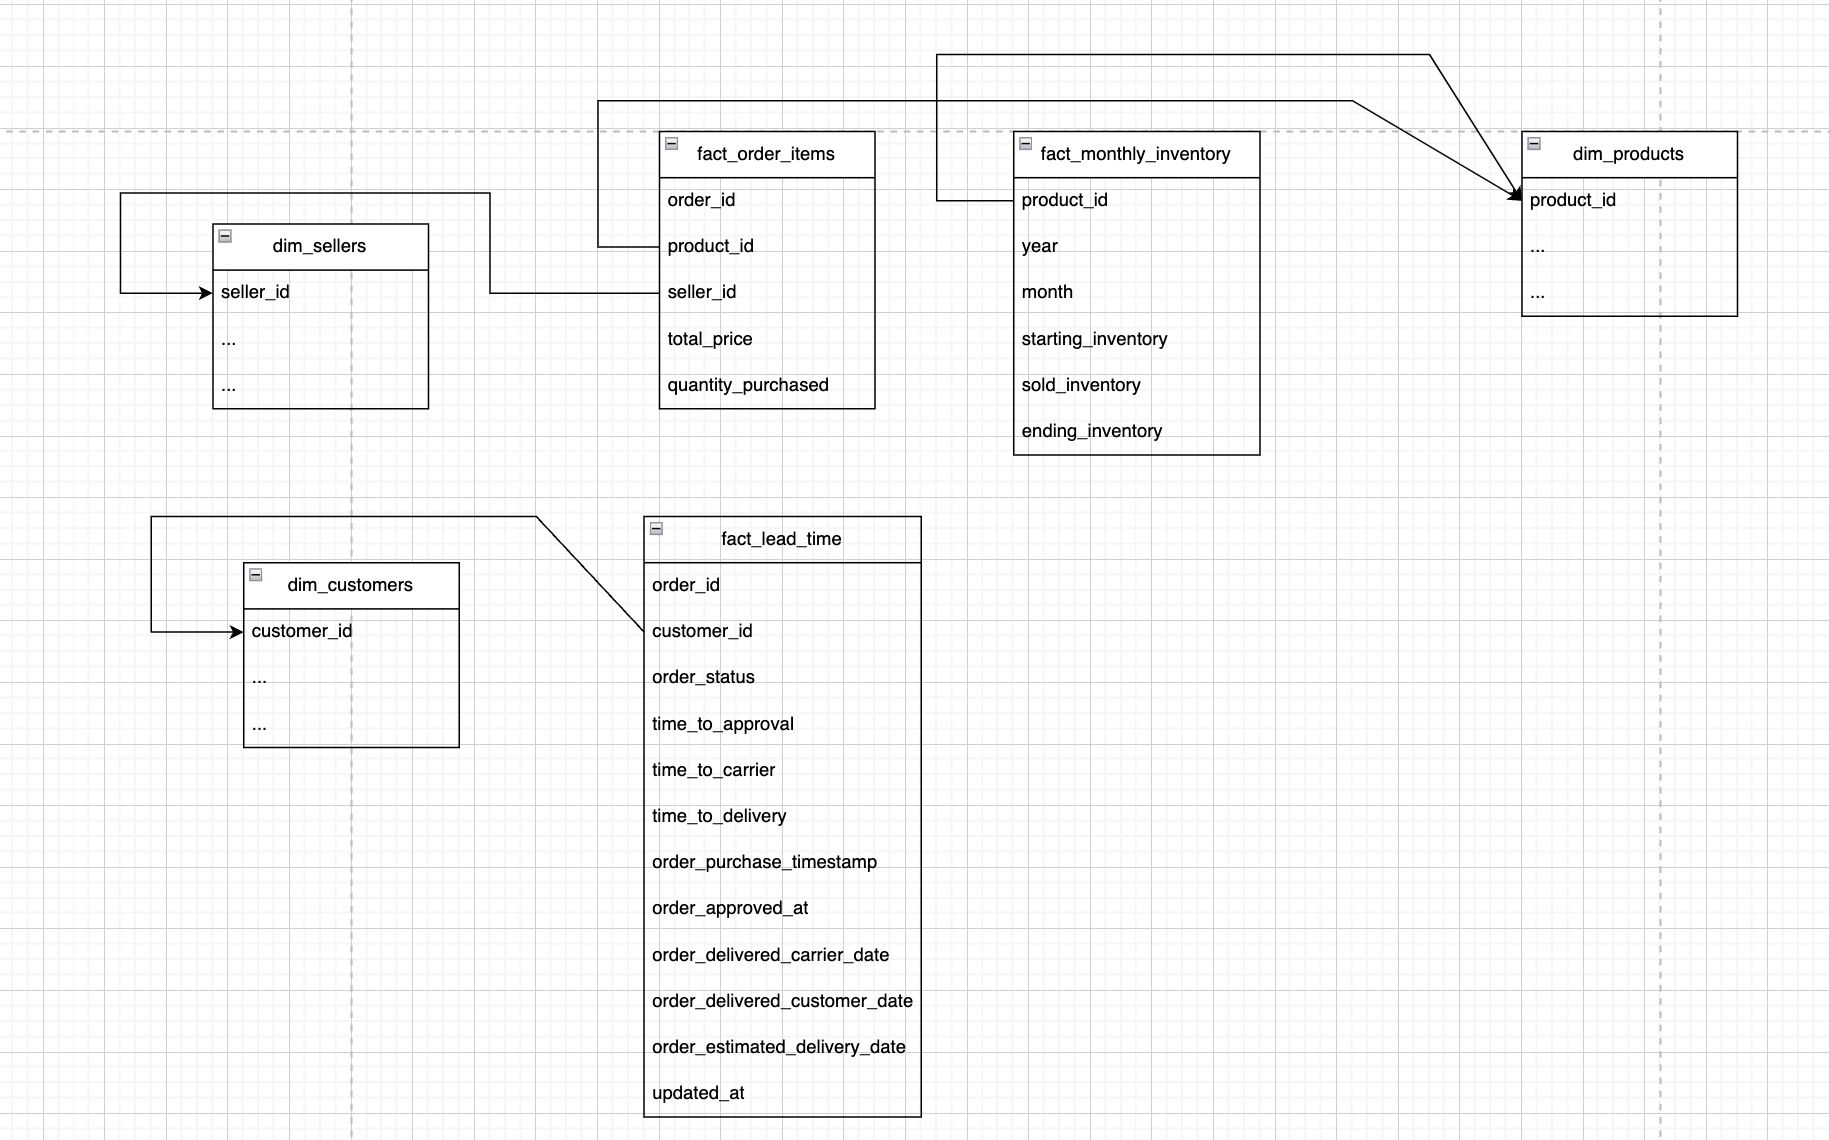 fact_order_items
order_id
product_id
seller_id
total_price
quantity_purchased
fact_monthly_inventory
product_id
year
month
starting_inventory
sold_inventory
ending_inventory
dim_products
product_id
...
...
dim_sellers
seller_id
...
...
dim_customers
customer_id
...
...
fact_lead_time
order_id
customer_id
order_status
time_to_approval
time_to_carrier
time_to_delivery
order_purchase_timestamp
order_approved_at
order_delivered_carrier_date
order_delivered_customer_date
order_estimated_delivery_date
updated_at